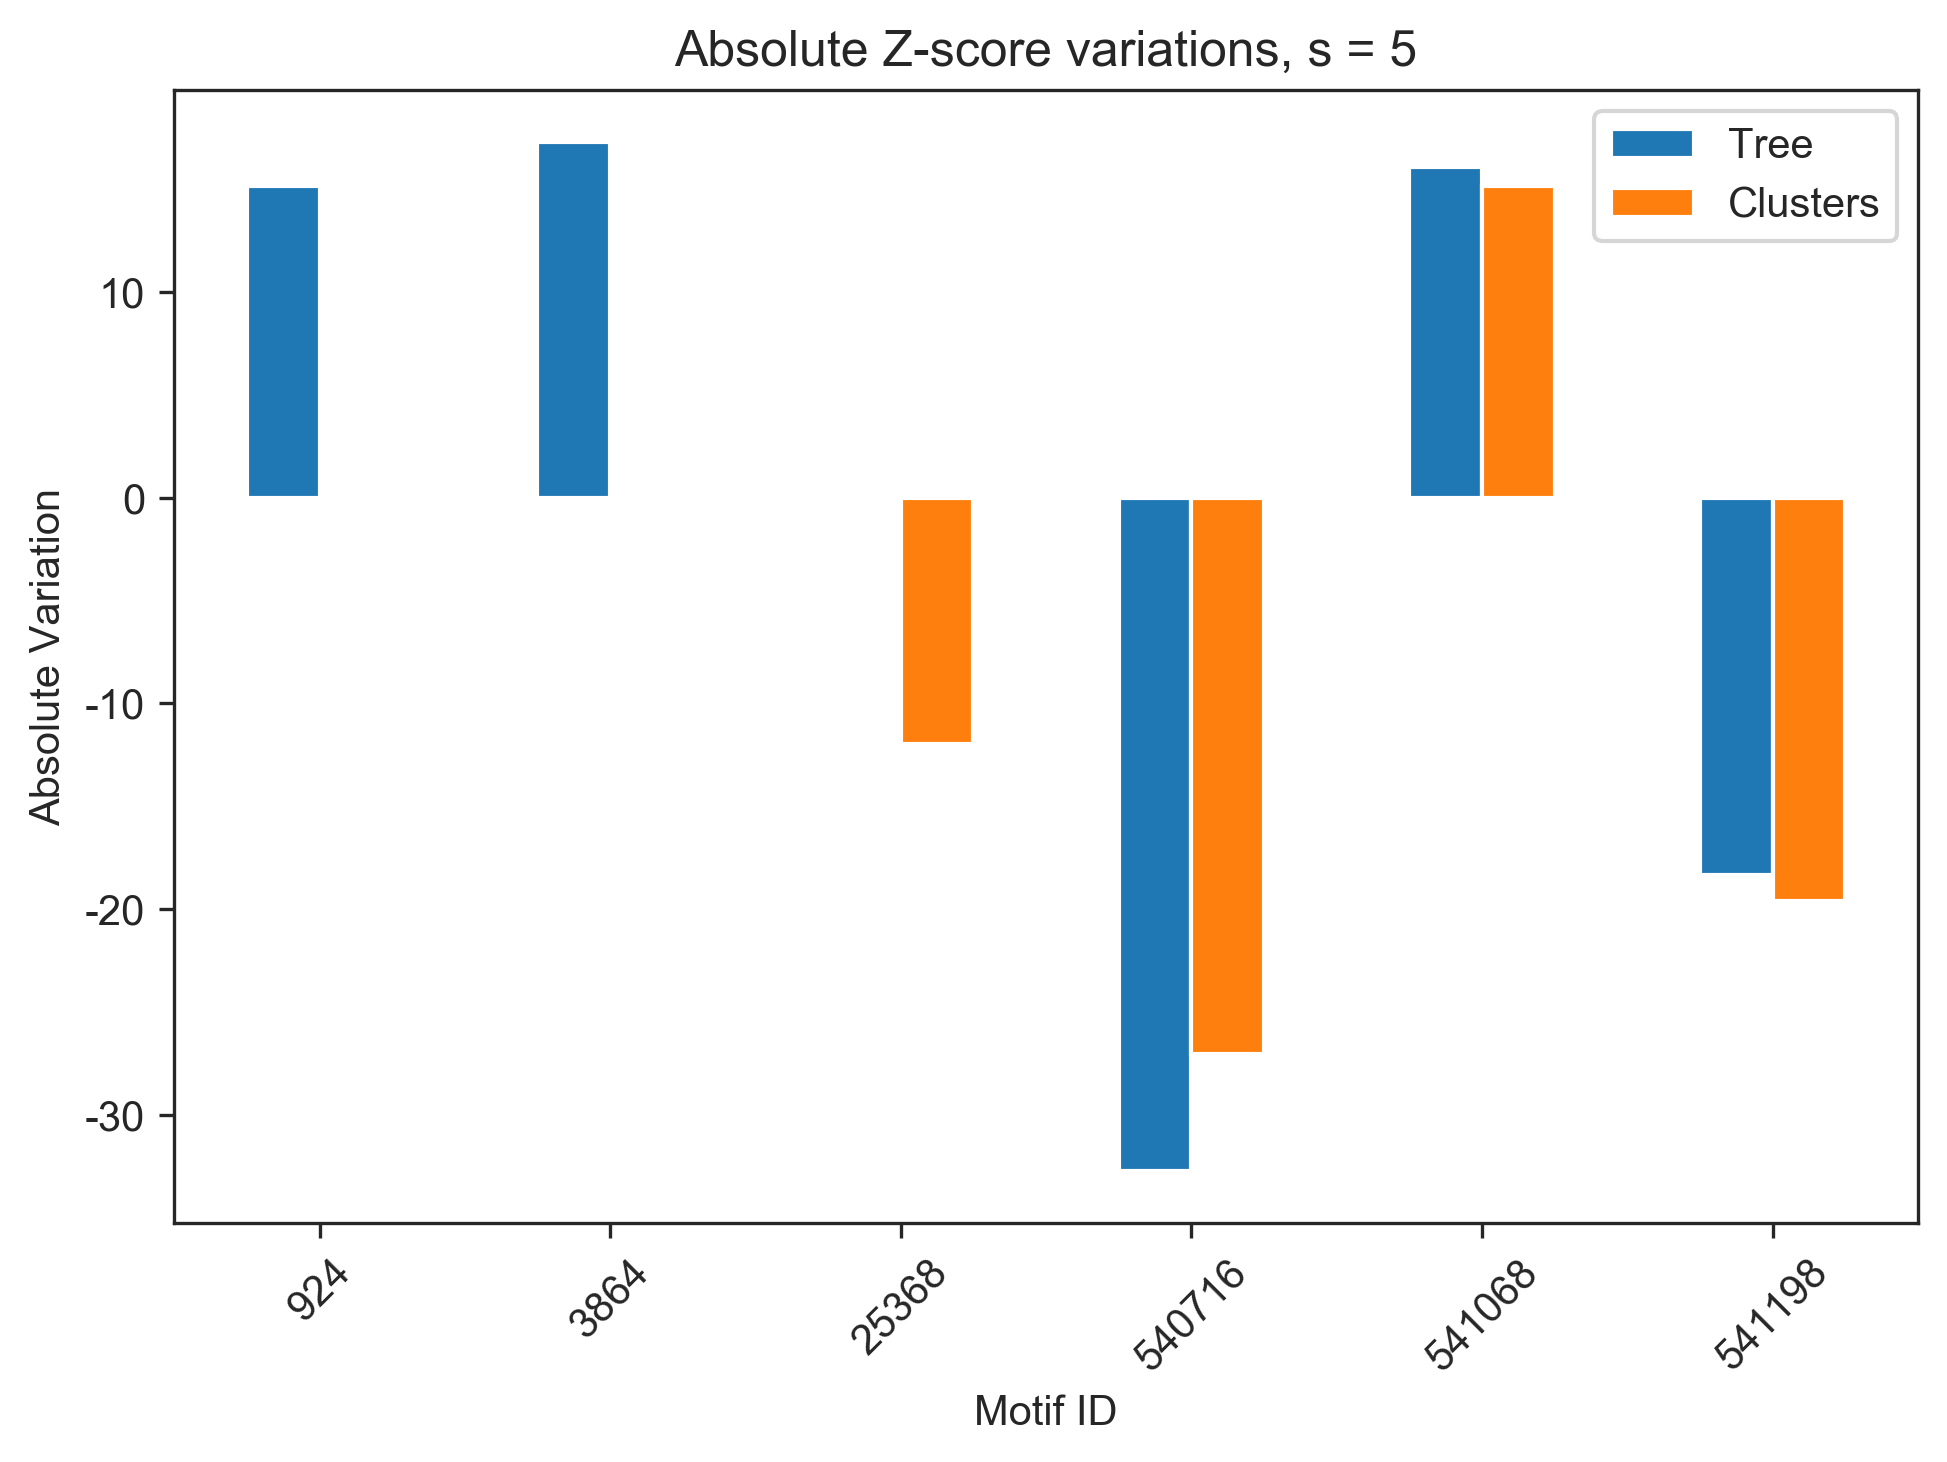 Absolute Z-score variations, s = 5
Tree
Clusters
10
0
-10
-20
-30
Absolute Variation
924
3864
25368
540716
541068
541198
Motif ID